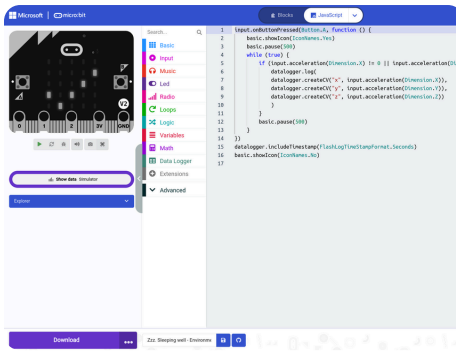 Microsoft | micro:bit
Blocks
JavaScript
Search...
Basic
Input
Music
Led
Radio
Loops
Logic
Variables
Math
Data Logger
Extensions
Advanced
V2
0 1 2 3V GND
Show data Simulator
Explorer
1 input.onButtonPressed(Button.A, function () {
2 basic.showIcon(IconNames.Yes)
3 basic.pause(500)
4 while (true) {
5 if (input.acceleration(Dimension.X) != 0 || input.acceleration(Di
6 datalogger.log(
7 datalogger.createCV("x", input.acceleration(Dimension.X)),
8 datalogger.createCV("y", input.acceleration(Dimension.Y)),
9 datalogger.createCV("z", input.acceleration(Dimension.Z))
10 )
11 }
12 basic.pause(500)
13 }
14 })
15 datalogger.includeTimestamp(FlashLogTimeStampFormat.Seconds)
16 basic.showIcon(IconNames.No)
17
Download
Zzz. Sleeping well - Environm